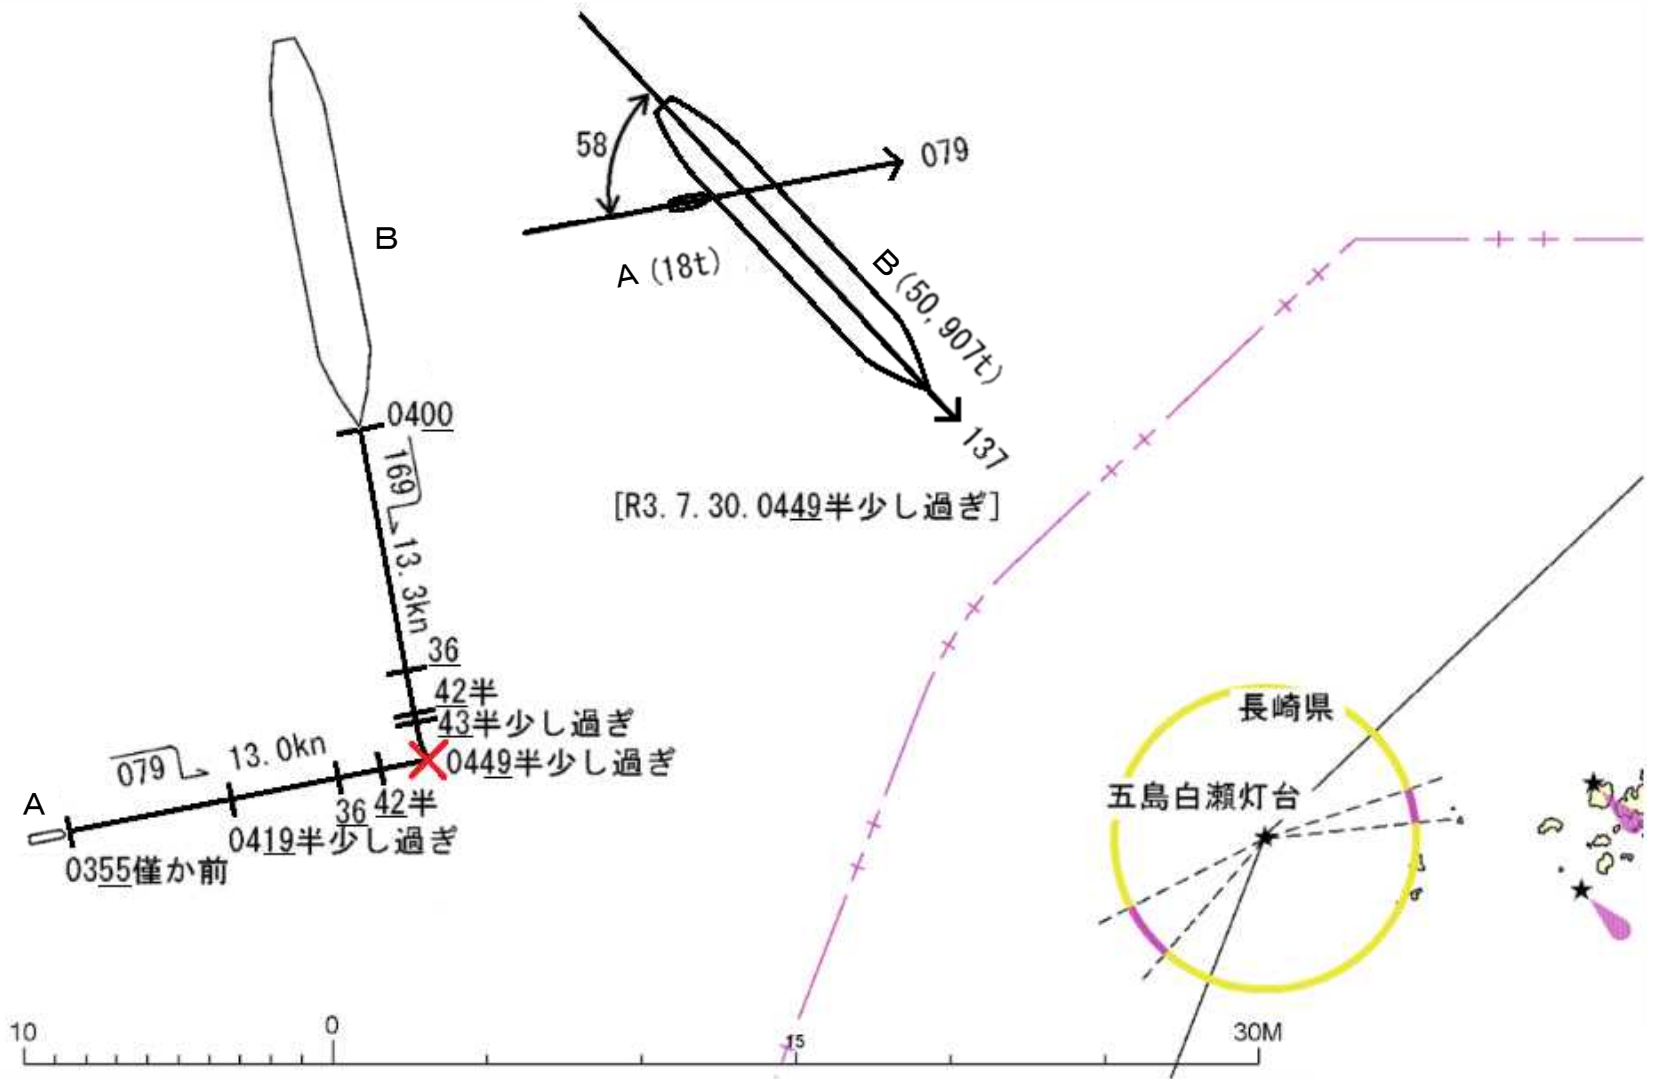 58
079
A (18t)
B (50,907t)
137
[R3.7.30.0449半少し過ぎ]
B
0400
169
13.3kn
36
42半
43半少し過ぎ
0449半少し過ぎ
079
13.0kn
A
36
42半
0419半少し過ぎ
0355僅か前
長崎県
五島白瀬灯台
10
0
15
30M